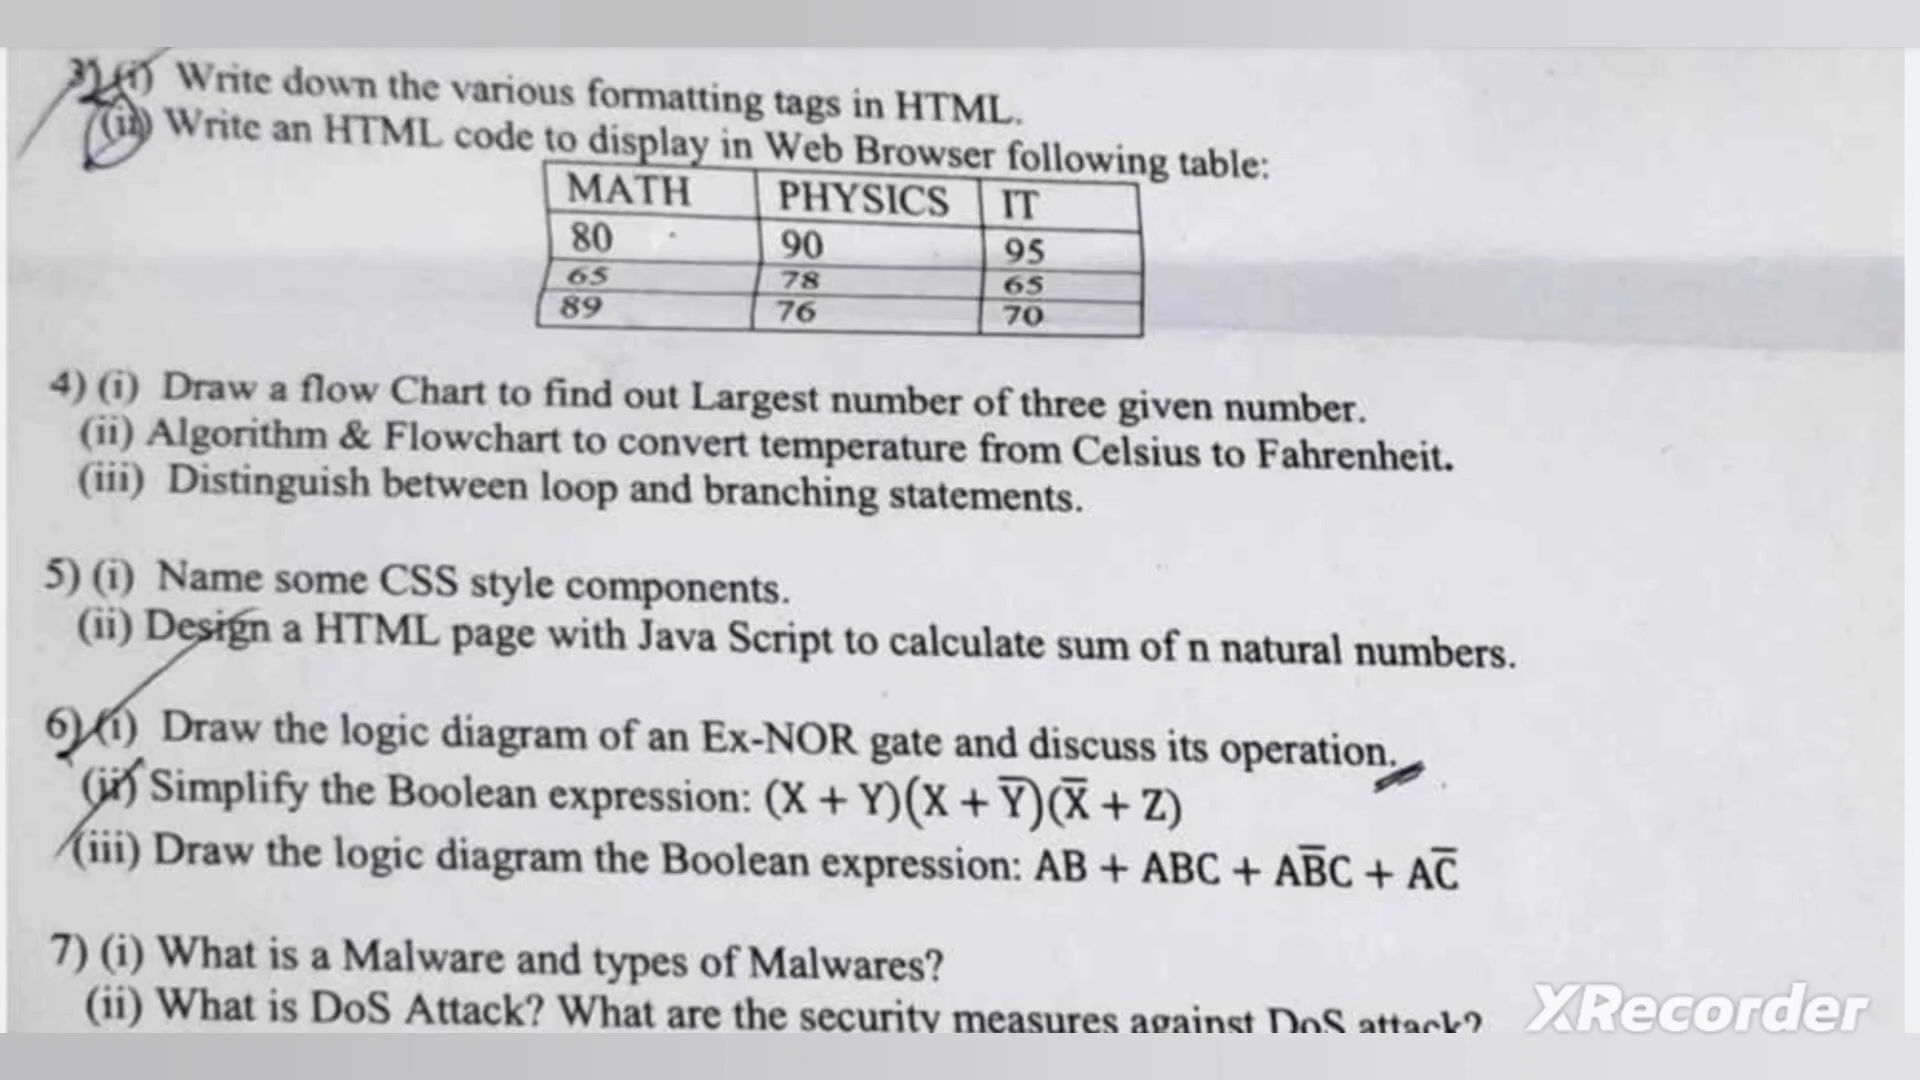 3) (i) Write down the various formatting tags in HTML.
(ii) Write an HTML code to display in Web Browser following table:
MATH PHYSICS IT
80 90 95
65 78 65
89 76 70
4) (i) Draw a flow Chart to find out Largest number of three given number.
(ii) Algorithm & Flowchart to convert temperature from Celsius to Fahrenheit.
(iii) Distinguish between loop and branching statements.
5) (i) Name some CSS style components.
(ii) Design a HTML page with Java Script to calculate sum of n natural numbers.
6) (i) Draw the logic diagram of an Ex-NOR gate and discuss its operation.
(ii) Simplify the Boolean expression: (X + Y)(X + Y̅)(X̅ + Z)
(iii) Draw the logic diagram the Boolean expression: AB + ABC + AB̅C + AC̅
7) (i) What is a Malware and types of Malwares?
(ii) What is DoS Attack? What are the security measures against DoS attack?
XRecorder